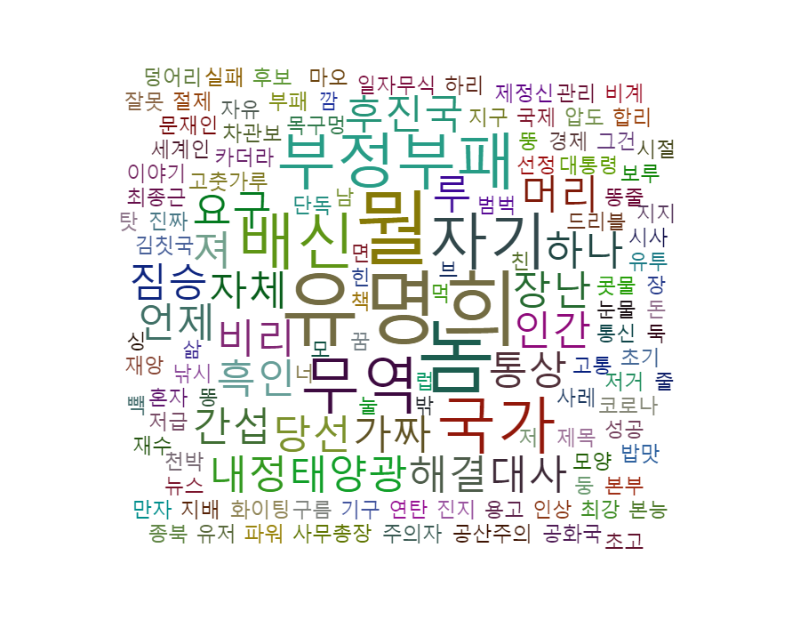 덩어리 실패 후보 마오 일자무식 하리 제정신 관리 비계
잘못 절제 자유 부패 깜 후진국 지구 국제 압도 합리
문재인 차관보 목구멍 부정부패 뚱 경제 그건 시절
세계인 카더라 루 머리 선정 대통령 보루
이야기 고춧가루 뭘 범벅 똥줄
최종근 요구 배신 단독 남 자기 하나 드리블 지지
탓 진짜 져 면 친 시사
김칫국 짐승 자체 유명희 힌 브 장난 유투
책 먹 콧물 장
언제 비리 놈 인간 눈물 돈
싱 삶 모 꿈 통신 둑
재앙 낚시 흑인 너 무역 럽 통상 고통 초기
빽 혼자 똥 눌 밖 저거 줄
저급 간섭 당선 가짜 국가 사레 코로나
재수 저 제목 성공
천박 내정 태양광 해결 대사 모양 밥맛
뉴스 둥 본부
만자 지배 화이팅 구름 기구 연탄 진지 용고 인상 최강 본능
종북 유저 파워 사무총장 주의자 공산주의 공화국 초고